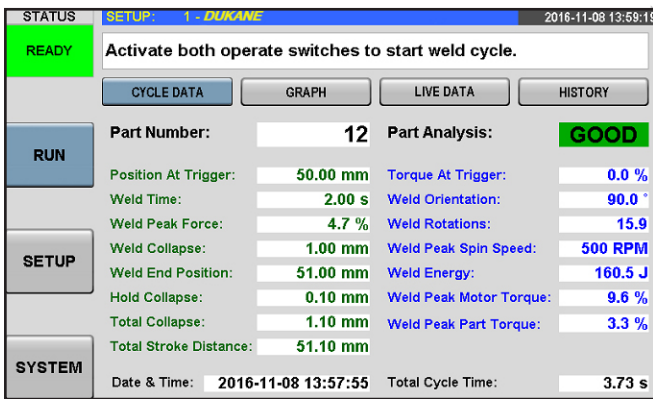 STATUS SETUP: 1 - DUKANE 2016-11-08 13:59:19
READY
Activate both operate switches to start weld cycle.
CYCLE DATA GRAPH LIVE DATA HISTORY
RUN
SETUP
SYSTEM
Part Number: 12 Part Analysis: GOOD
Position At Trigger: 50.00 mm Torque At Trigger: 0.0 %
Weld Time: 2.00 s Weld Orientation: 90.0 °
Weld Peak Force: 4.7 % Weld Rotations: 15.9
Weld Collapse: 1.00 mm Weld Peak Spin Speed: 500 RPM
Weld End Position: 51.00 mm Weld Energy: 160.5 J
Hold Collapse: 0.10 mm Weld Peak Motor Torque: 9.6 %
Total Collapse: 1.10 mm Weld Peak Part Torque: 3.3 %
Total Stroke Distance: 51.10 mm
Date & Time: 2016-11-08 13:57:55 Total Cycle Time: 3.73 s